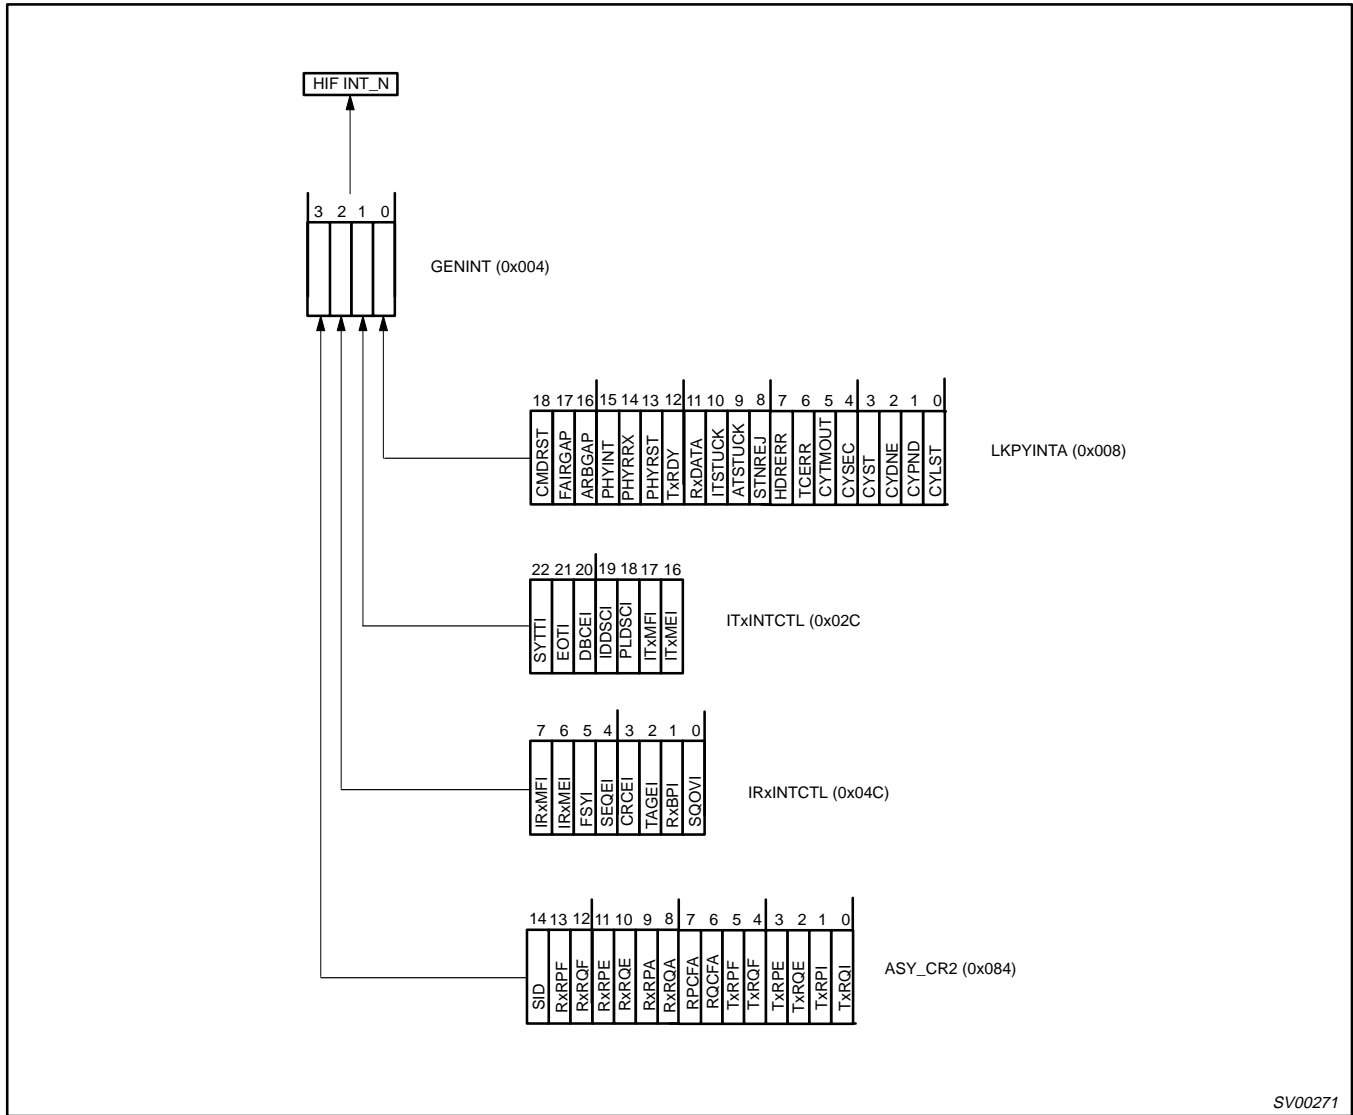 HIF INT_N
3 2 1 0
GENINT (0x004)
18 17 16 15 14 13 12 11 10 9 8 7 6 5 4 3 2 1 0
CMDRST FAIRGAP ARBGAP PHYINT PHYRRX PHYRST TxRDY RxDATA ITSTUCK ATSTUCK STNREJ HDRERR TCERR CYTMOUT CYSEC CYST CYDNE CYPND CYLST
LKPYINTA (0x008)
22 21 20 19 18 17 16
SYTTI EOTI DBCEI IDDSCI PLDSCI ITxMFI ITxMEI
ITxINTCTL (0x02C
7 6 5 4 3 2 1 0
IRxMFI IRxMEI FSYI SEQEI CRCEI TAGEI RxBPI SQOVI
IRxINTCTL (0x04C)
14 13 12 11 10 9 8 7 6 5 4 3 2 1 0
SID RxRPF RxRQF RxRPE RxRQE RxRPA RxRQA RPCFA RQCFA TxRPF TxRQF TxRPE TxRQE TxRPI TxRQI
ASY_CR2 (0x084)
SV00271